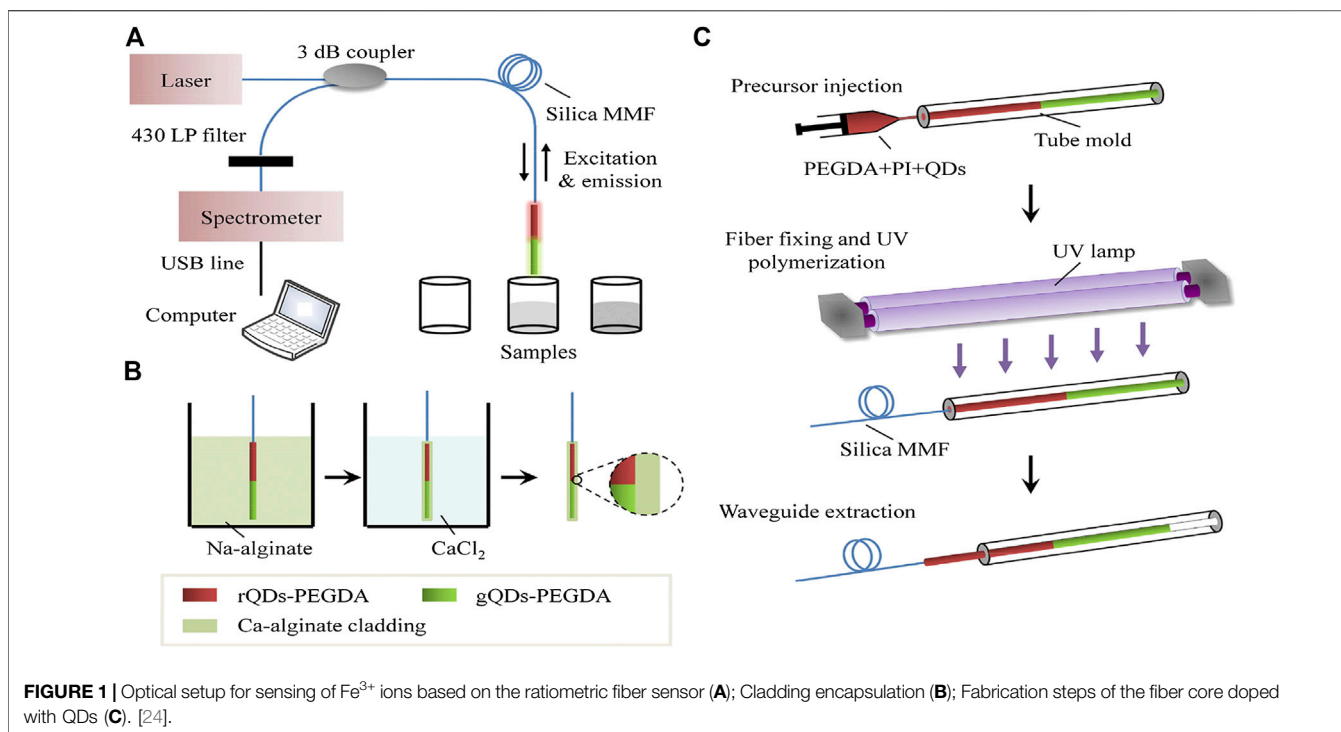 A
3 dB coupler
Laser
Silica MMF
430 LP filter
Excitation
& emission
Spectrometer
USB line
Computer
Samples
B
Na-alginate
CaCl₂
rQDs-PEGDA
gQDs-PEGDA
Ca-alginate cladding
C
Precursor injection
Tube mold
PEGDA+PI+QDs
Fiber fixing and UV
polymerization
UV lamp
Silica MMF
Waveguide extraction
FIGURE 1 | Optical setup for sensing of Fe³⁺ ions based on the ratiometric fiber sensor (A); Cladding encapsulation (B); Fabrication steps of the fiber core doped
with QDs (C). [24].